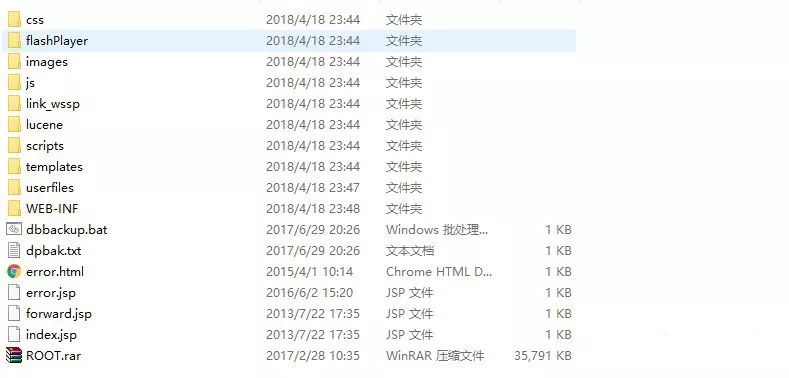 css 2018/4/18 23:44 文件夹
flashPlayer 2018/4/18 23:44 文件夹
images 2018/4/18 23:44 文件夹
js 2018/4/18 23:44 文件夹
link_wssp 2018/4/18 23:44 文件夹
lucene 2018/4/18 23:44 文件夹
scripts 2018/4/18 23:44 文件夹
templates 2018/4/18 23:44 文件夹
userfiles 2018/4/18 23:47 文件夹
WEB-INF 2018/4/18 23:48 文件夹
dbbackup.bat 2017/6/29 20:26 Windows 批处理... 1 KB
dpbak.txt 2017/6/29 20:26 文本文档 1 KB
error.html 2015/4/1 10:14 Chrome HTML D... 1 KB
error.jsp 2016/6/2 15:20 JSP 文件 1 KB
forward.jsp 2013/7/22 17:35 JSP 文件 1 KB
index.jsp 2013/7/22 17:35 JSP 文件 1 KB
ROOT.rar 2017/2/28 10:35 WinRAR 压缩文件 35,791 KB